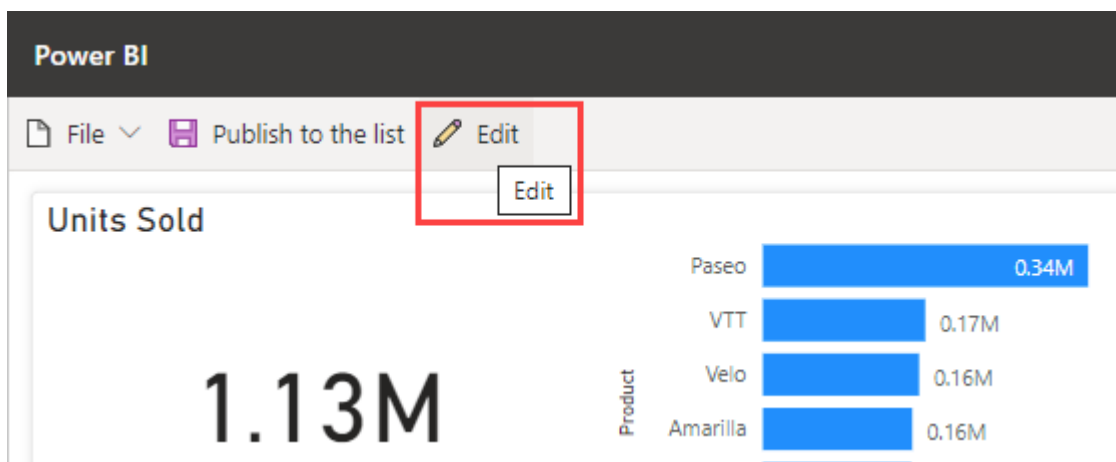 Power BI
File
Publish to the list
Edit
Edit
Units Sold
1.13M
Product
Paseo
0.34M
VTT
0.17M
Velo
0.16M
Amarilla
0.16M